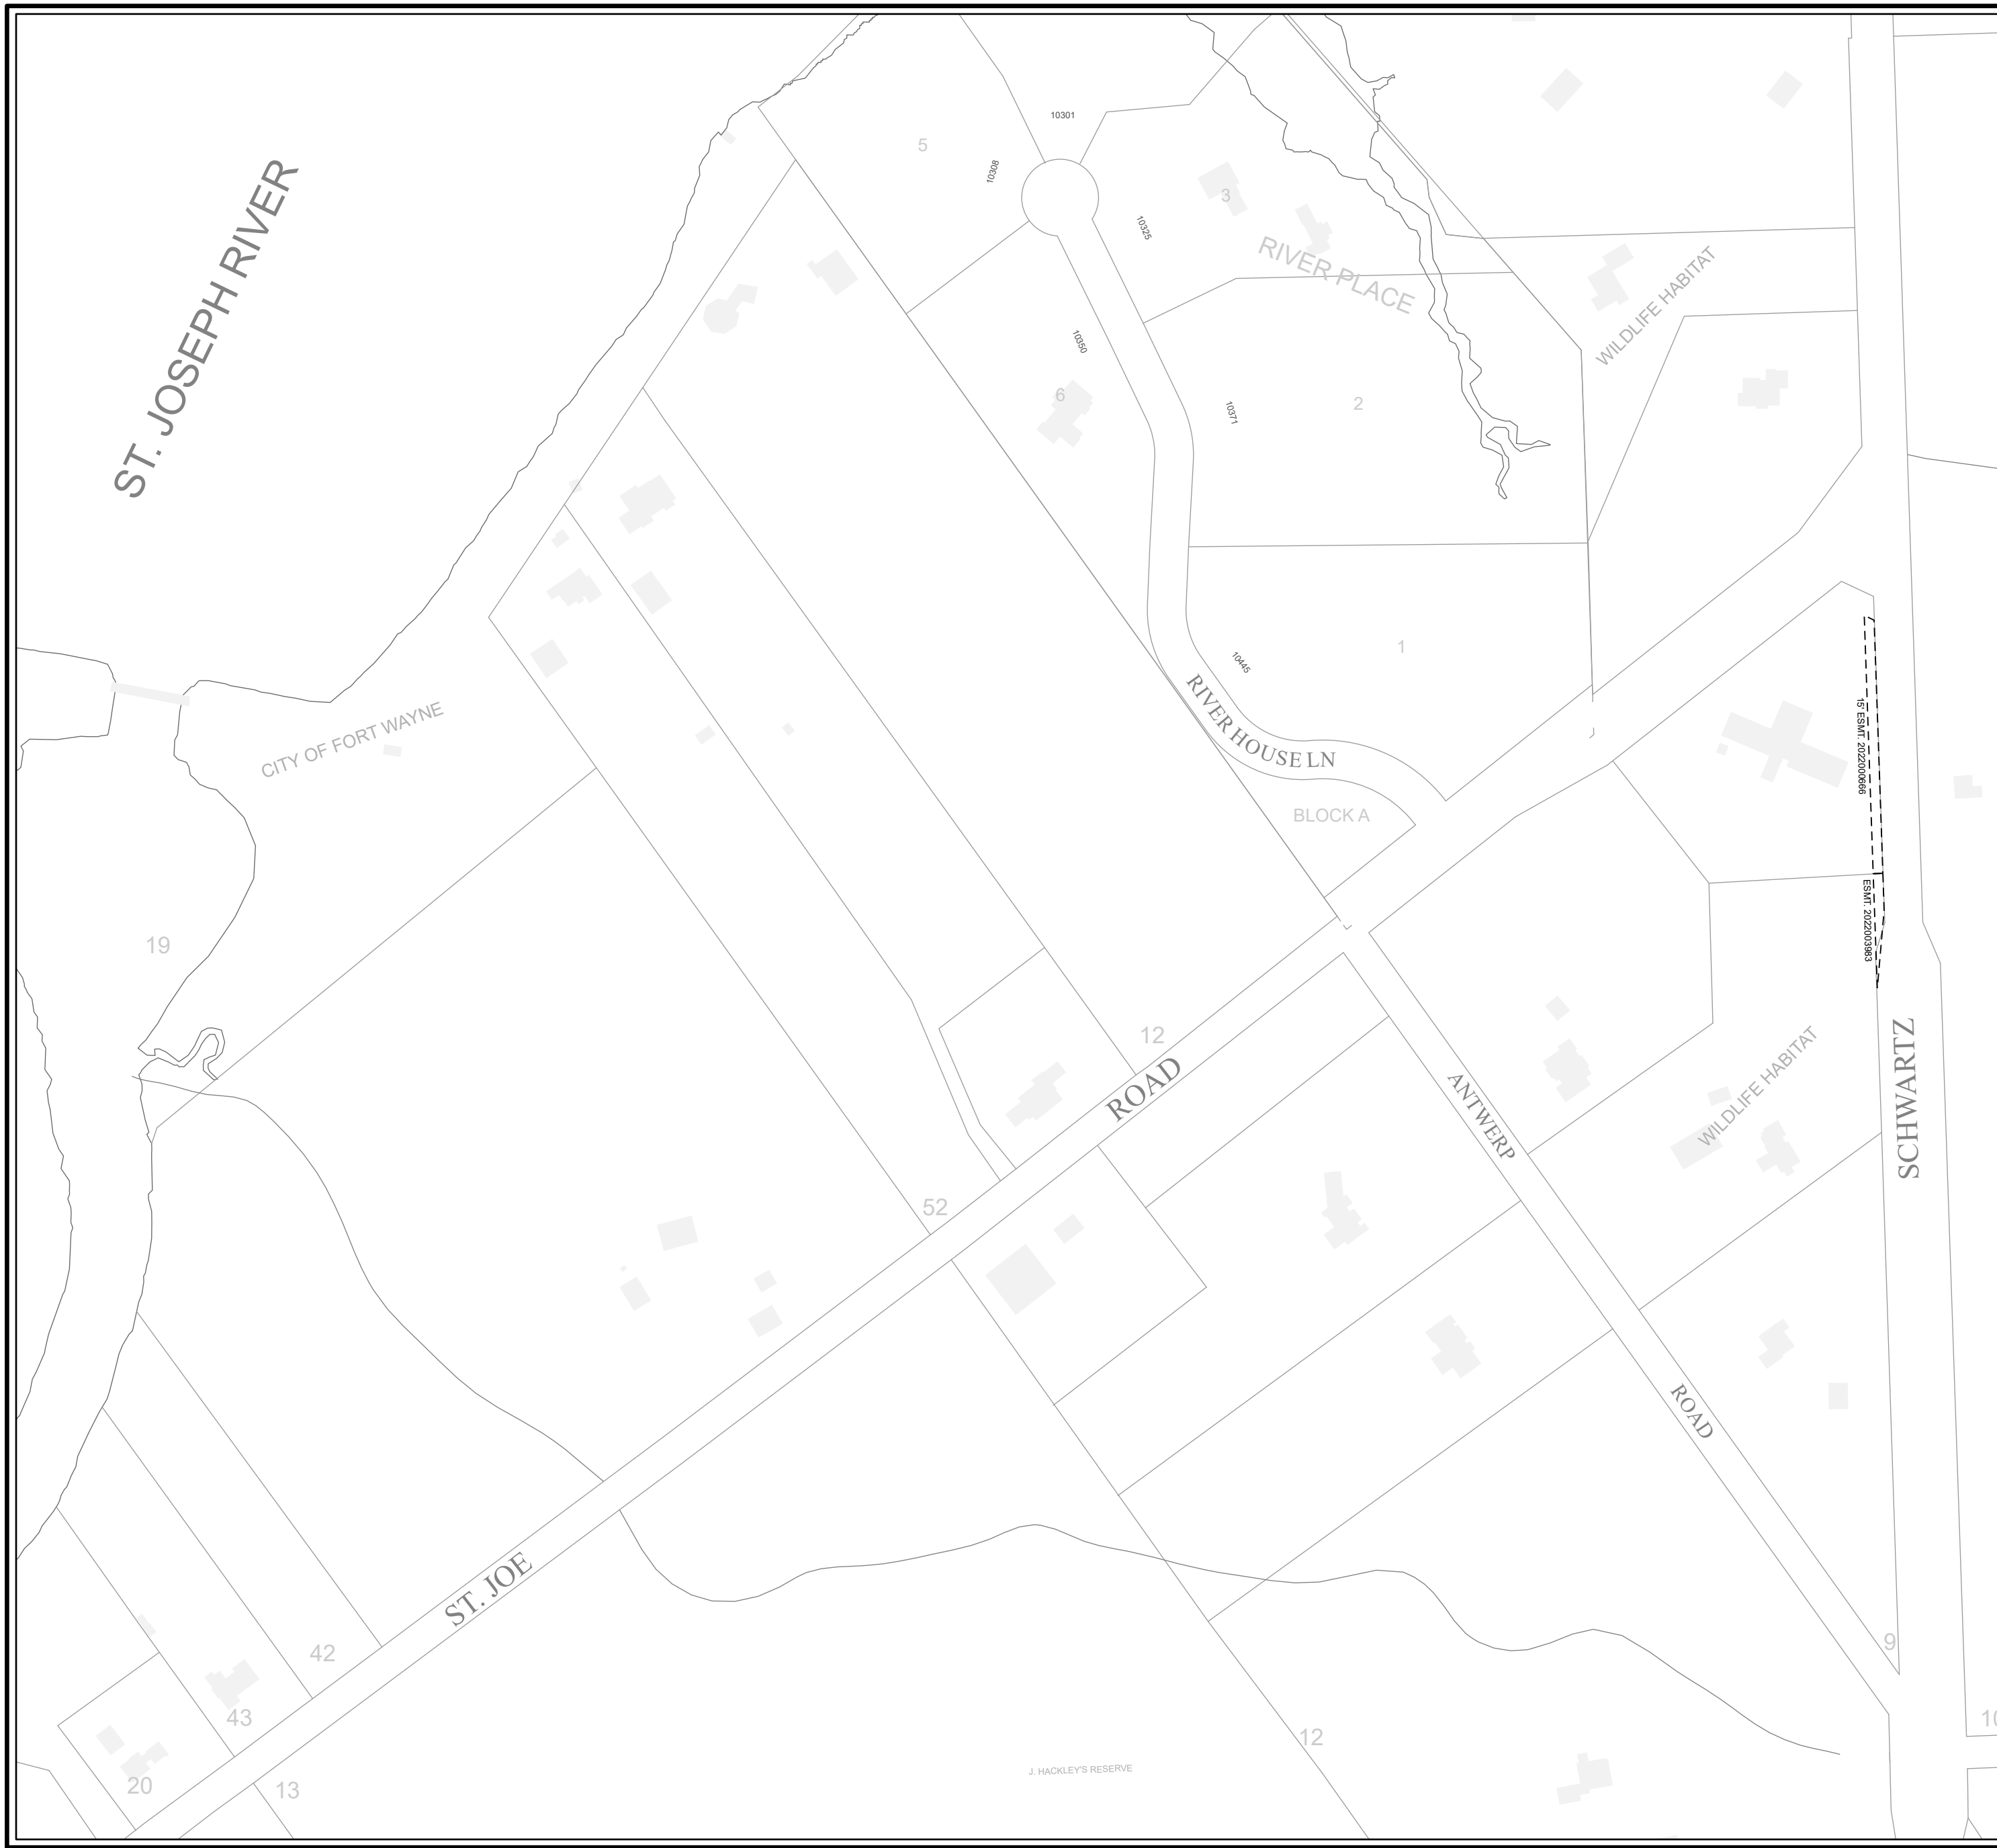 10301
5
10308
3
10325
RIVER PLACE
ST. JOSEPH RIVER
WILDLIFE HABITAT
10350
6
10371
2
10445
1
RIVER HOUSE LN
CITY OF FORT WAYNE
15' ESMT. 2022000666
BLOCK A
ESMT. 2022003983
19
12
ROAD
ANTWERP
WILDLIFE HABITAT
SCHWARTZ
52
ROAD
ST. JOE
42
9
43
12
10
J. HACKLEY'S RESERVE
20
13